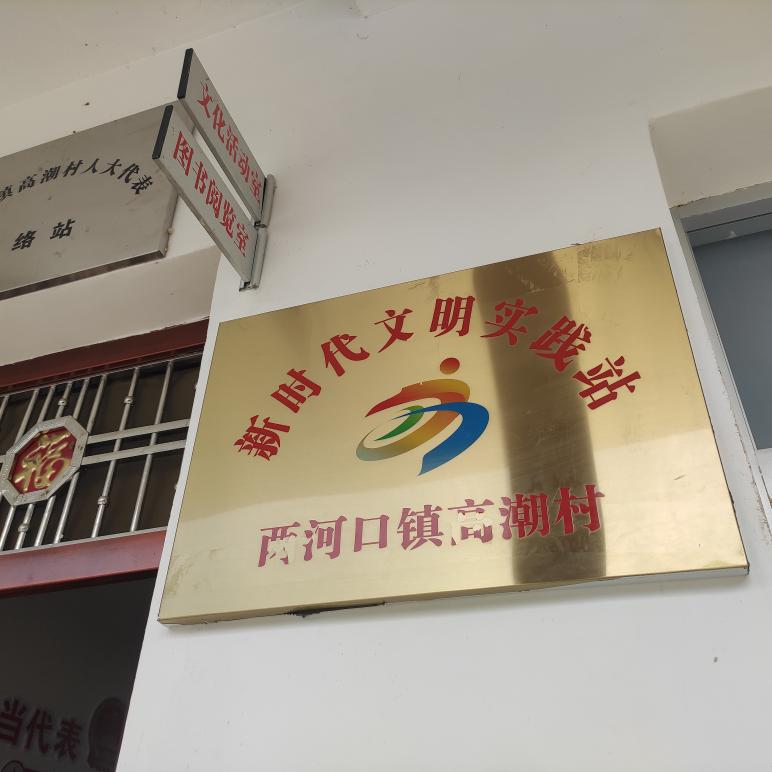 文化活动室
图书阅览室
镇高潮村人大代表
络站
新时代文明实践站
两河口镇高潮村
福
当代表